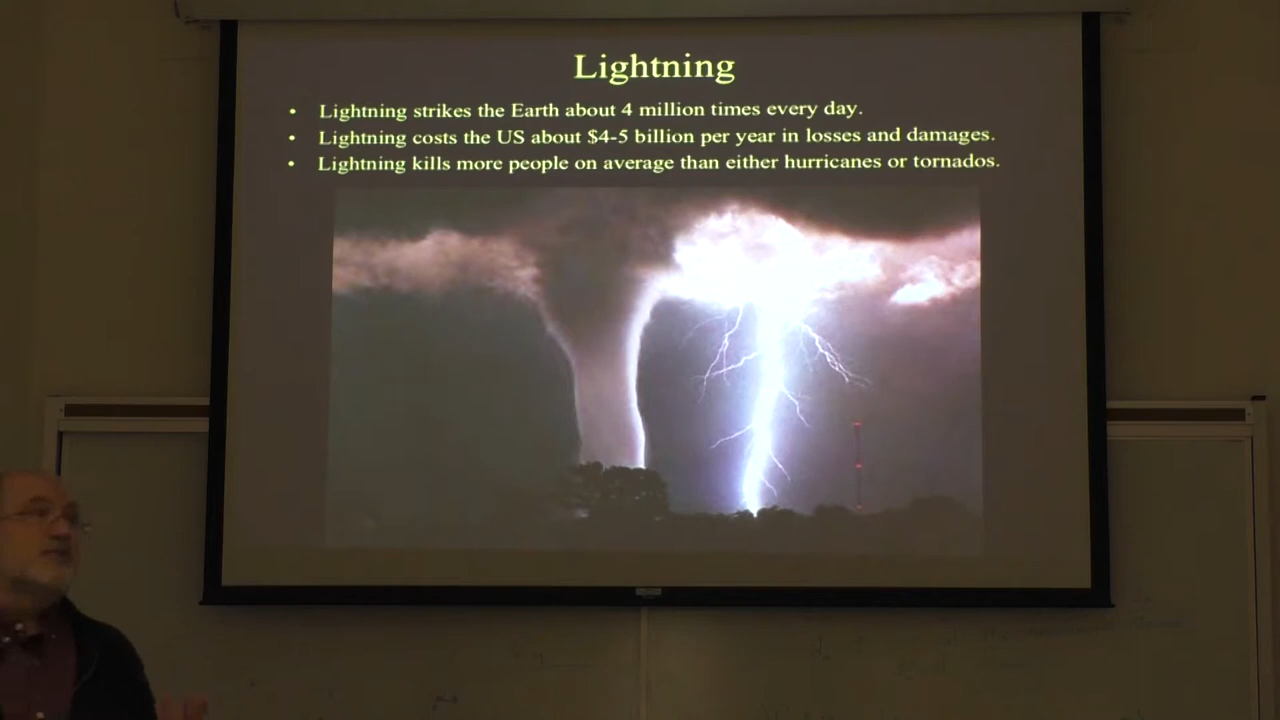 Lightning
• Lightning strikes the Earth about 4 million times every day.
• Lightning costs the US about $4-5 billion per year in losses and damages.
• Lightning kills more people on average than either hurricanes or tornados.